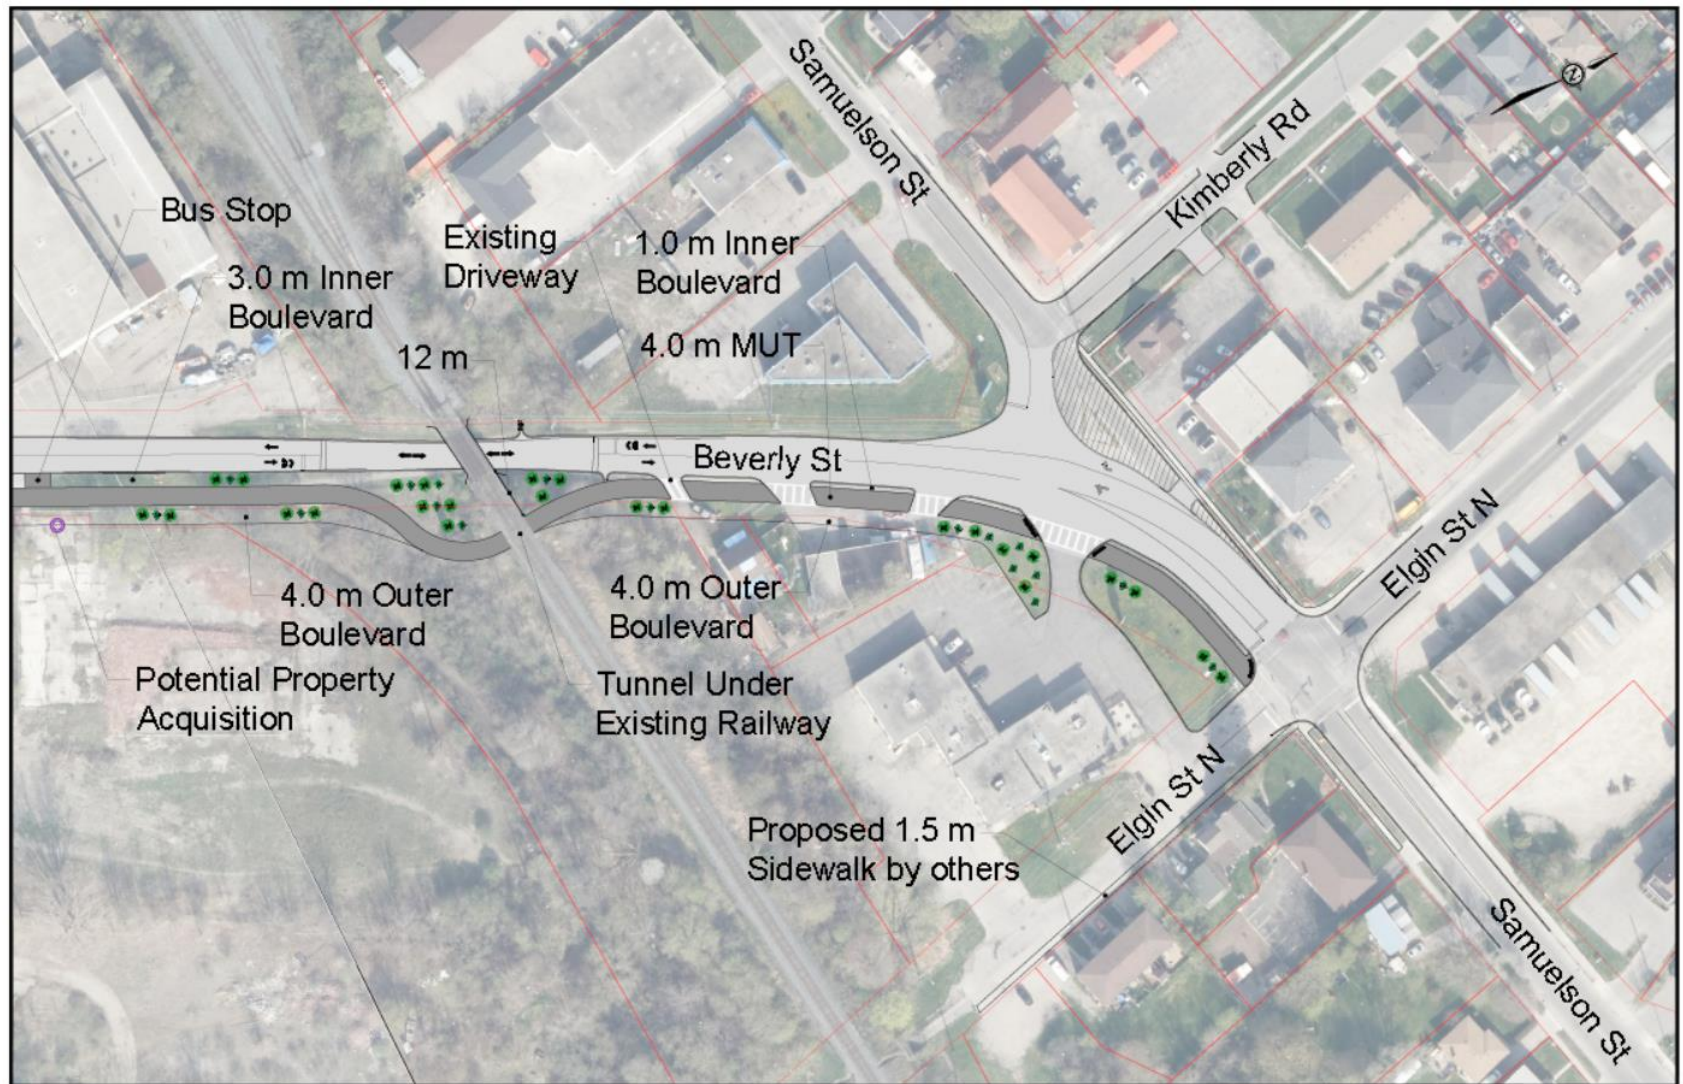 Samuelson St
N
Kimberly Rd
Bus Stop
3.0 m Inner
Boulevard
Existing
Driveway
1.0 m Inner
Boulevard
12 m
4.0 m MUT
Beverly St
Elgin St N
4.0 m Outer
Boulevard
4.0 m Outer
Boulevard
Potential Property
Acquisition
Tunnel Under
Existing Railway
Elgin St N
Proposed 1.5 m
Sidewalk by others
Samuelson St